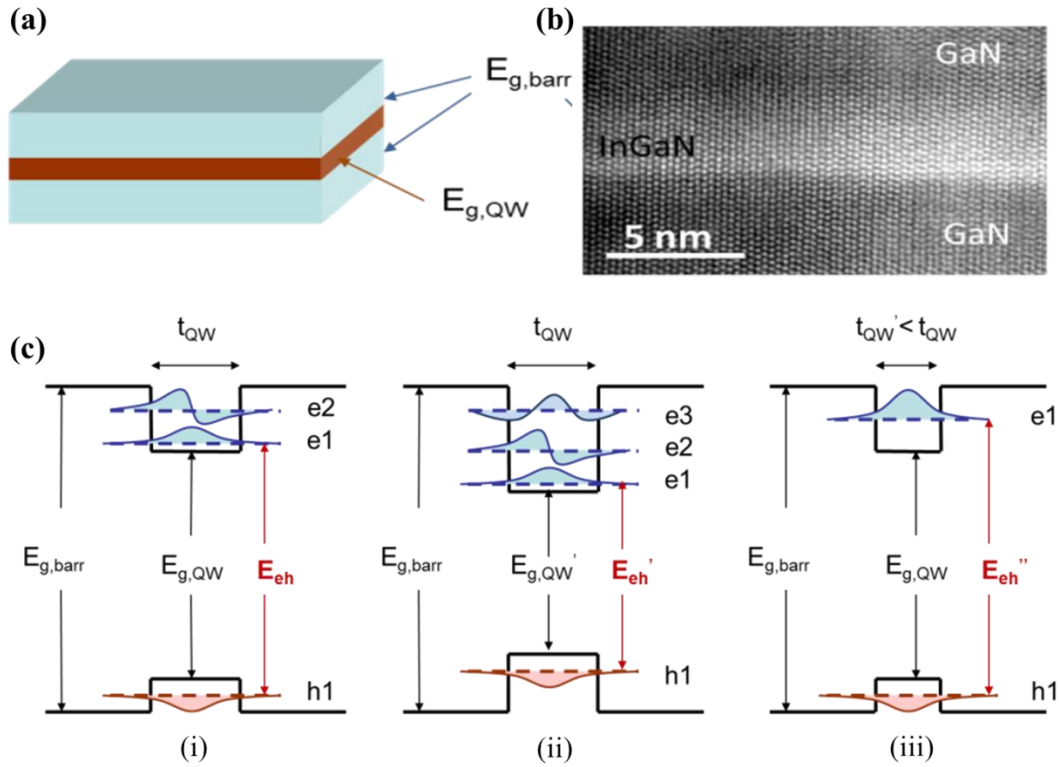 (a)
E_g,barr
E_g,QW
(b)
GaN
InGaN
GaN
5 nm
(c)
t_QW
e2
e1
E_g,barr
E_g,QW
E_eh
h1
(i)
t_QW
e3
e2
e1
E_g,barr
E_g,QW'
E_eh'
h1
(ii)
t_QW'< t_QW
e1
E_g,barr
E_g,QW
E_eh''
h1
(iii)